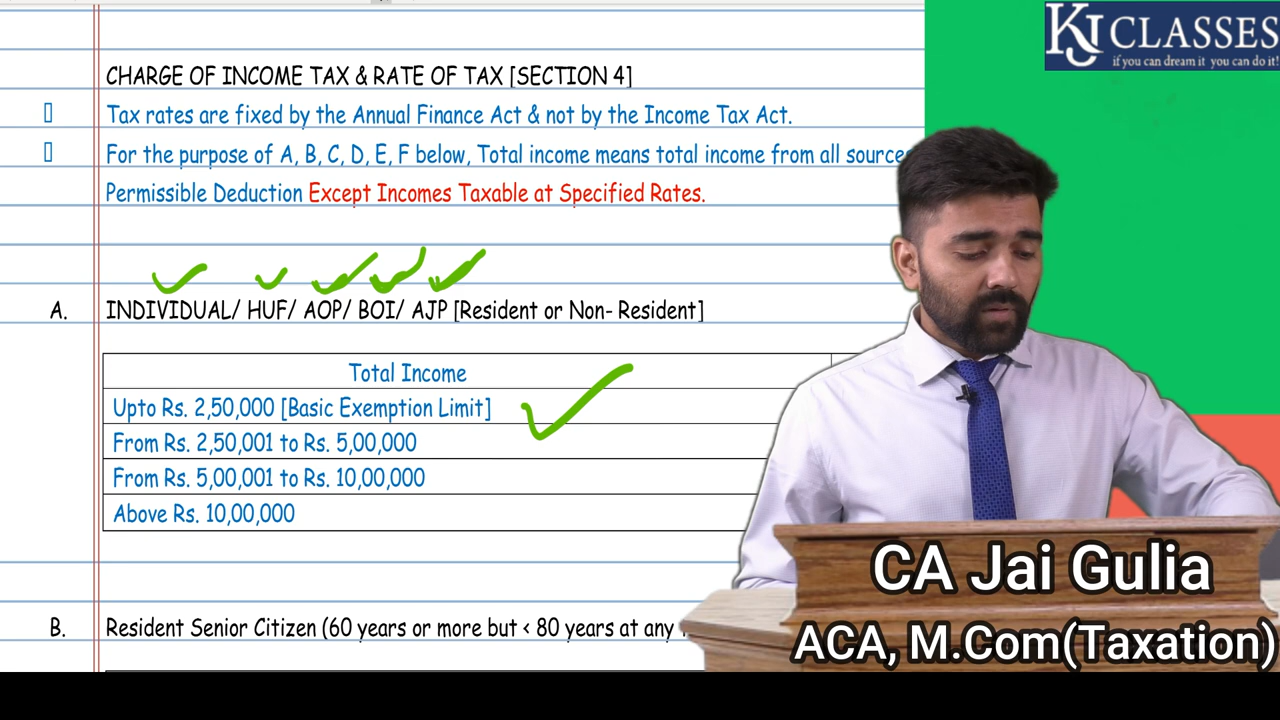 KJ CLASSES
if you can dream it you can do it!
CHARGE OF INCOME TAX & RATE OF TAX [SECTION 4]
Tax rates are fixed by the Annual Finance Act & not by the Income Tax Act.
For the purpose of A, B, C, D, E, F below, Total income means total income from all
Permissible Deduction Except Incomes Taxable at Specified Rates.
A. INDIVIDUAL/ HUF/ AOP/ BOI/ AJP [Resident or Non- Resident]
Total Income
Upto Rs. 2,50,000 [Basic Exemption Limit]
From Rs. 2,50,001 to Rs. 5,00,000
From Rs. 5,00,001 to Rs. 10,00,000
Above Rs. 10,00,000
B. Resident Senior Citizen (60 years or more but < 80 years at any
CA Jai Gulia
ACA, M.Com(Taxation)